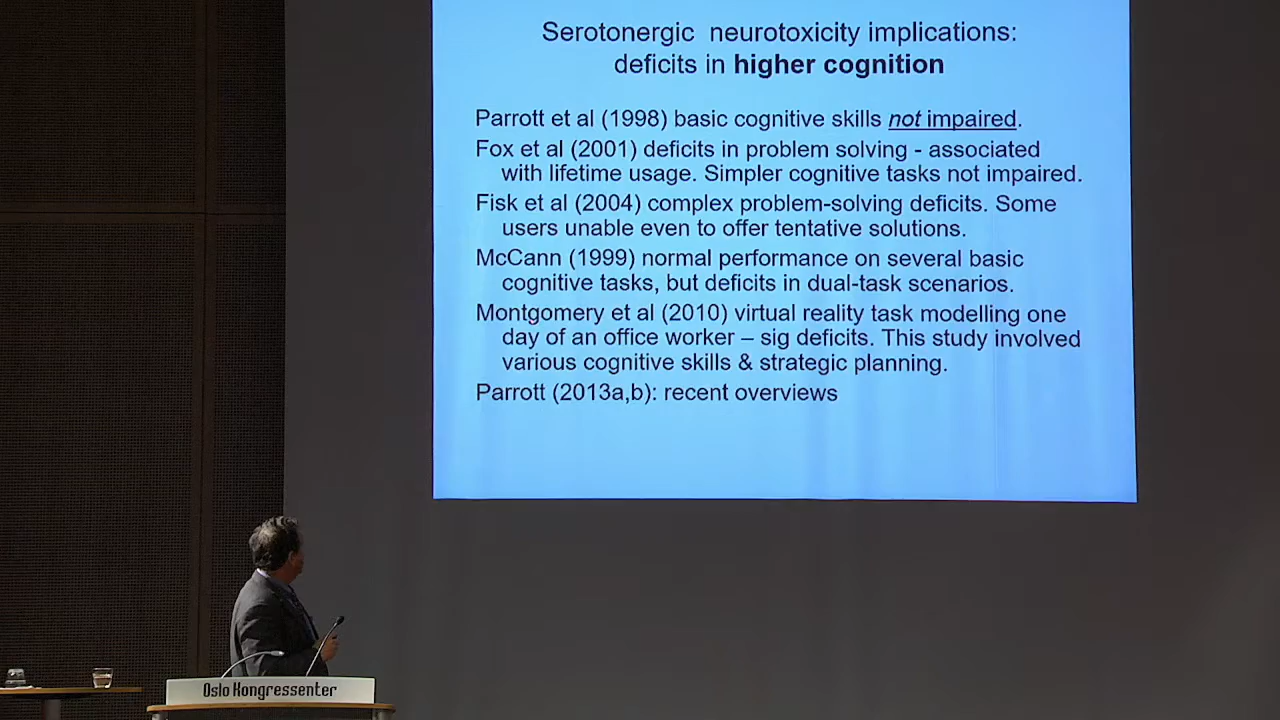 Serotonergic neurotoxicity implications:
deficits in higher cognition
Parrott et al (1998) basic cognitive skills not impaired.
Fox et al (2001) deficits in problem solving - associated
with lifetime usage. Simpler cognitive tasks not impaired.
Fisk et al (2004) complex problem-solving deficits. Some
users unable even to offer tentative solutions.
McCann (1999) normal performance on several basic
cognitive tasks, but deficits in dual-task scenarios.
Montgomery et al (2010) virtual reality task modelling one
day of an office worker – sig deficits. This study involved
various cognitive skills & strategic planning.
Parrott (2013a,b): recent overviews
Oslo Kongressenter